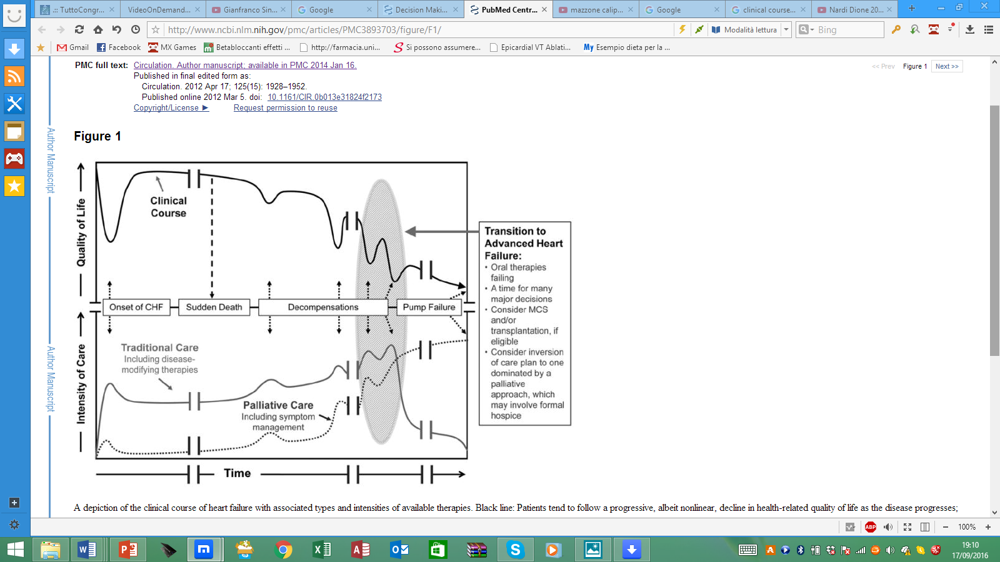 .:: TuttoCongr...
VideoOnDemand...
Gianfranco Sin...
Google
Decision Maki...
PubMed Centr...
mazzone calip...
Google
clinical course...
Nardi Dione 20...
http://www.ncbi.nlm.nih.gov/pmc/articles/PMC3893703/figure/F1/
Modalità lettura
Bing
Gmail
Facebook
MX Games
Betabloccanti effetti ...
http://farmacia.uni...
Si possono assumere...
Epicardial VT Ablati...
My Esempio dieta per la ...
PMC full text: Circulation. Author manuscript; available in PMC 2014 Jan 16.
Published in final edited form as:
Circulation. 2012 Apr 17; 125(15): 1928–1952.
Published online 2012 Mar 5. doi: 10.1161/CIR.0b013e31824f2173
Copyright/License ► Request permission to reuse
<< Prev Figure 1 Next >>
Author Manuscript
Author Manuscript
Figure 1
Quality of Life
Clinical
Course
Onset of CHF
Sudden Death
Decompensations
Pump Failure
Intensity of Care
Traditional Care
Including disease-
modifying therapies
Palliative Care
Including symptom
management
Time
Transition to
Advanced Heart
Failure:
• Oral therapies
failing
• A time for many
major decisions
• Consider MCS
and/or
transplantation, if
eligible
• Consider inversion
of care plan to one
dominated by a
palliative
approach, which
may involve formal
hospice
A depiction of the clinical course of heart failure with associated types and intensities of available therapies. Black line: Patients tend to follow a progressive, albeit nonlinear, decline in health-related quality of life as the disease progresses;
ABP
100%
19:10
17/09/2016